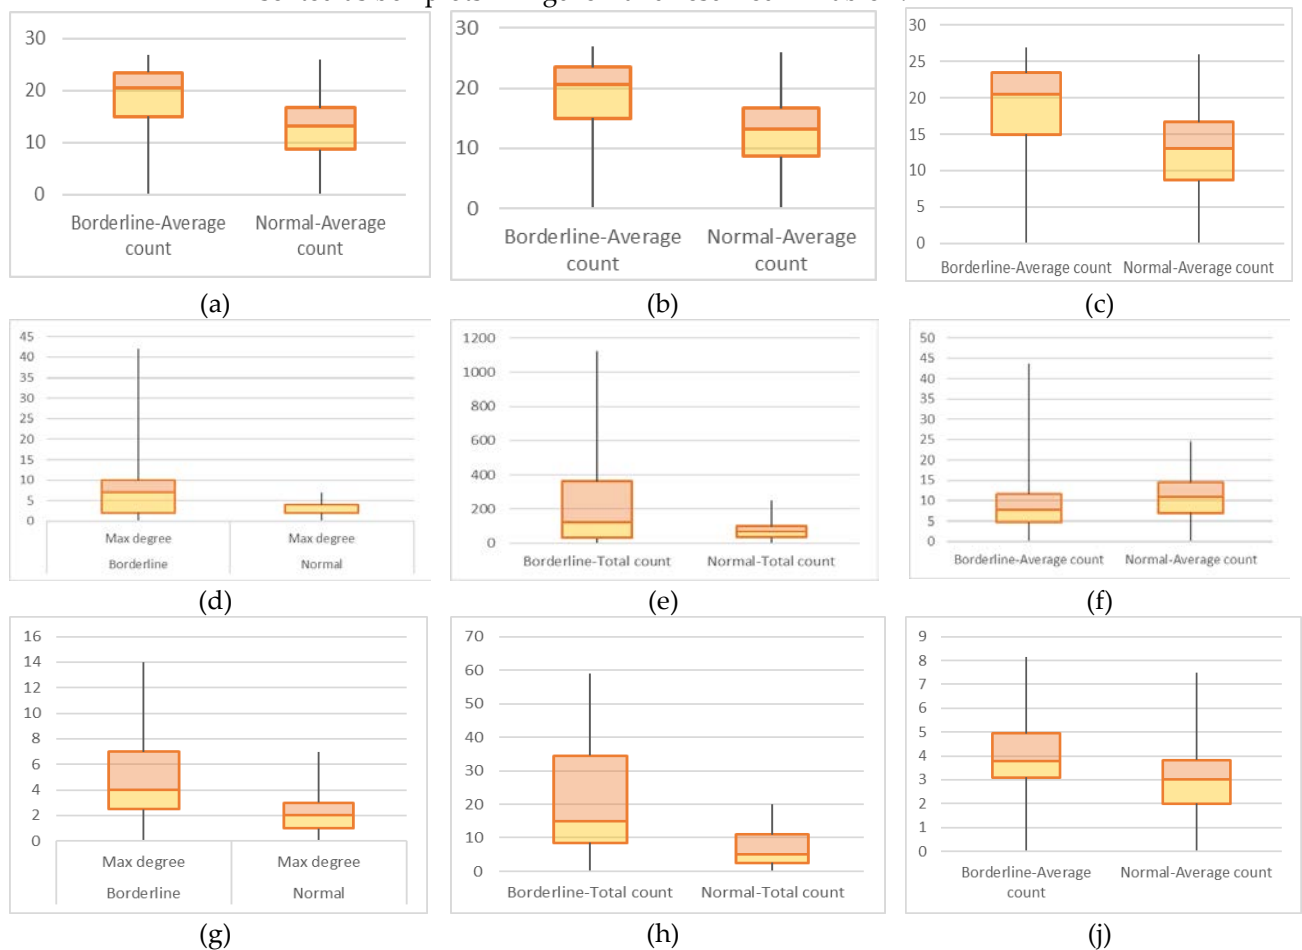 30
20
10
0
Borderline-Average
count
Normal-Average
count
(a)
30
20
10
0
Borderline-Average
count
Normal-Average
count
(b)
30
25
20
15
10
5
0
Borderline-Average count
Normal-Average count
(c)
45
40
35
30
25
20
15
10
5
0
Max degree
Max degree
Borderline
Normal
(d)
1200
1000
800
600
400
200
0
Borderline-Total count
Normal-Total count
(e)
50
45
40
35
30
25
20
15
10
5
0
Borderline-Average count
Normal-Average count
(f)
16
14
12
10
8
6
4
2
0
Max degree
Max degree
Borderline
Normal
(g)
70
60
50
40
30
20
10
0
Borderline-Total count
Normal-Total count
(h)
9
8
7
6
5
4
3
2
1
0
Borderline-Average
count
Normal-Average count
(j)